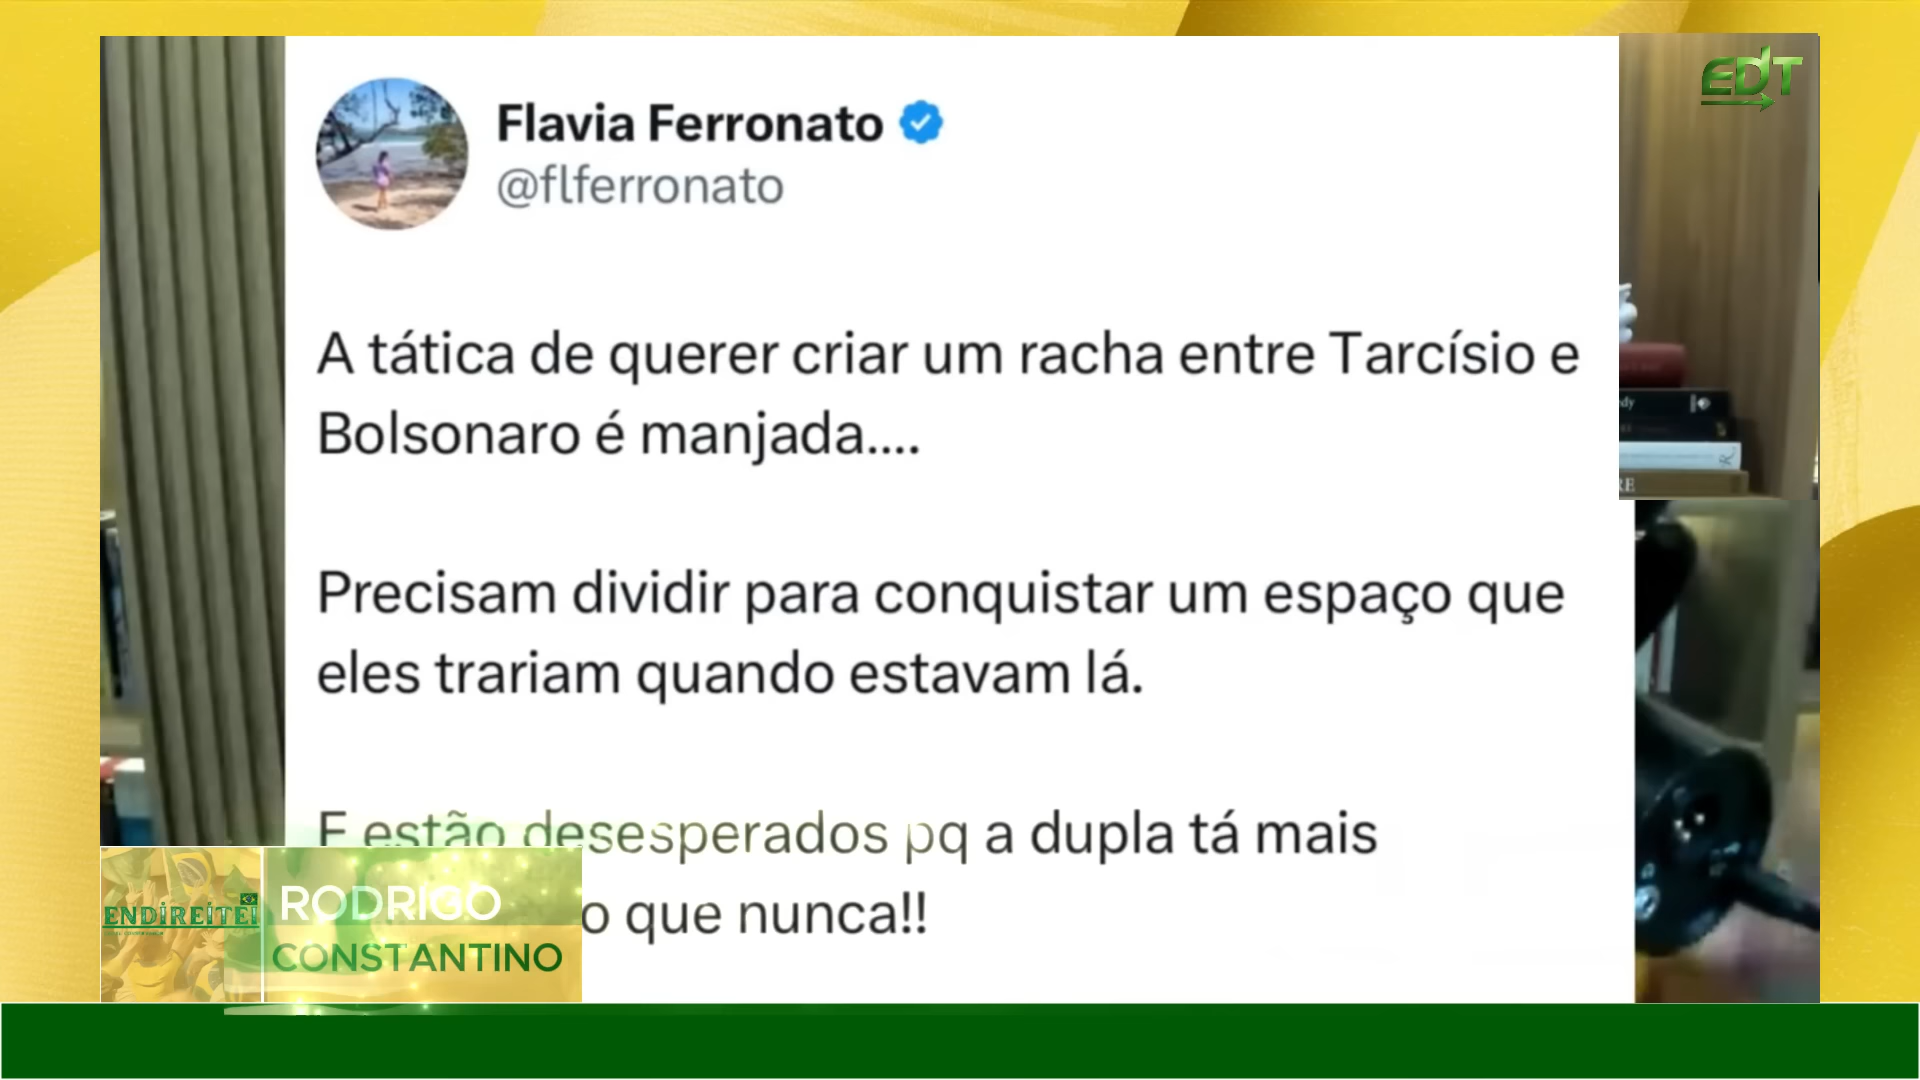 EDT
Flavia Ferronato
@flferronato
A tática de querer criar um racha entre Tarcísio e
Bolsonaro é manjada....
Precisam dividir para conquistar um espaço que
eles trariam quando estavam lá.
E estão desesperados pq a dupla tá mais
o que nunca!!
ENDIREITEI
RODRIGO
CONSTANTINO